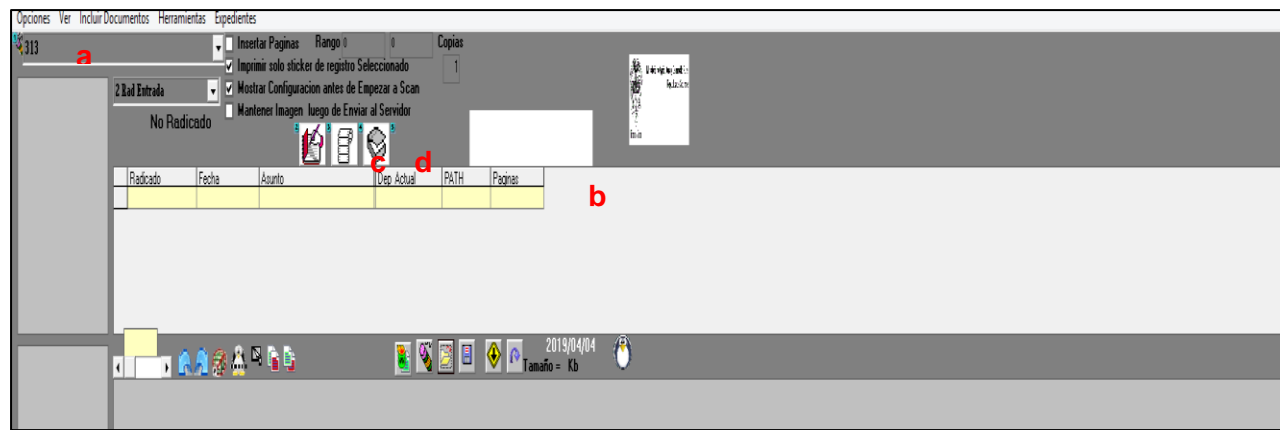 Opciones Ver Incluir Documentos Herramientas Expedientes
313
a
Insertar Paginas Rango 0 0 Copias
Imprimir solo sticker de registro Seleccionado 1
2 Rad Entrada
Mostrar Configuracion antes de Empezar a Scan
No Radicado
Mantener Imagen luego de Enviar al Servidor
c d
Radicado Fecha Asunto Dep Actual PATH Paginas
b
2019/04/04
Tamaño = Kb